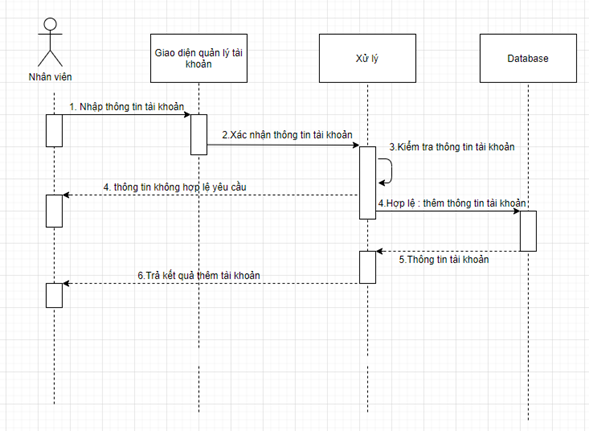 Nhân viên
Giao diện quản lý tài
khoản
Xử lý
Database
1. Nhập thông tin tài khoản
2.Xác nhận thông tin tài khoản
3.Kiểm tra thông tin tài khoản
4. thông tin không hợp lê yêu cầu
4.Hợp lê : thêm thông tin tài khoản
5.Thông tin tài khoản
6.Trả kết quả thêm tài khoản